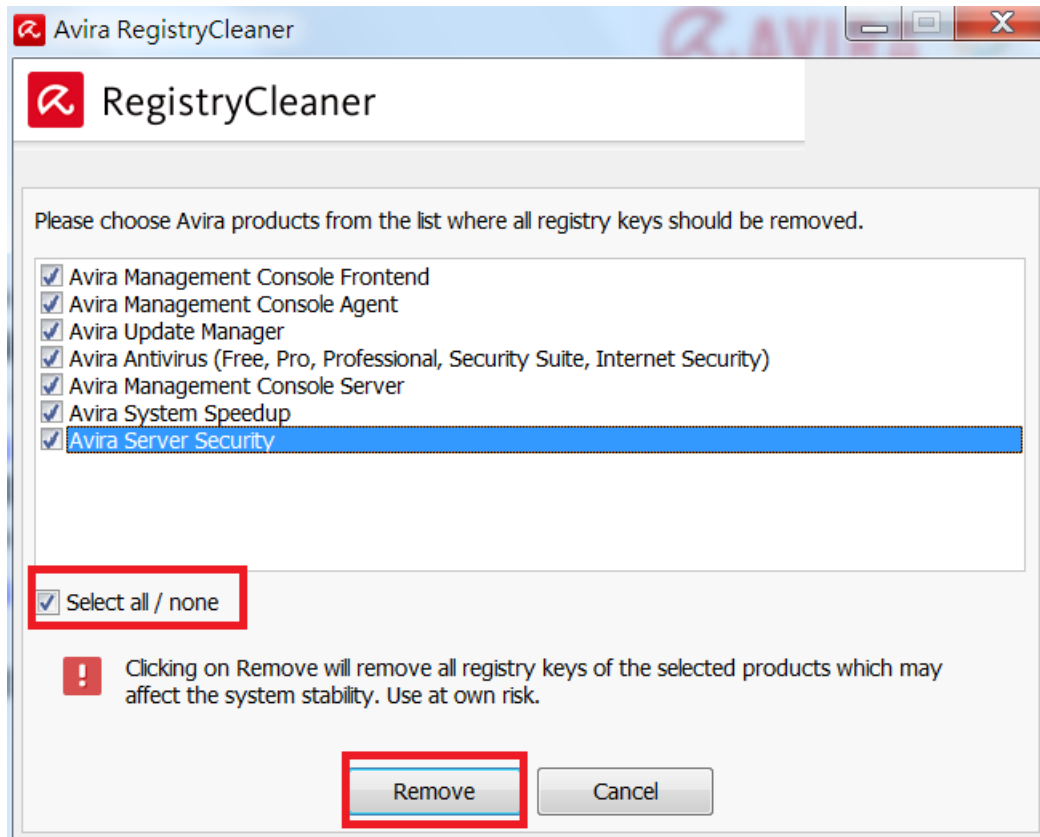 Avira RegistryCleaner
AVIRA
RegistryCleaner
Please choose Avira products from the list where all registry keys should be removed.
Avira Management Console Frontend
Avira Management Console Agent
Avira Update Manager
Avira Antivirus (Free, Pro, Professional, Security Suite, Internet Security)
Avira Management Console Server
Avira System Speedup
Avira Server Security
Select all / none
Clicking on Remove will remove all registry keys of the selected products which may
affect the system stability. Use at own risk.
Remove
Cancel